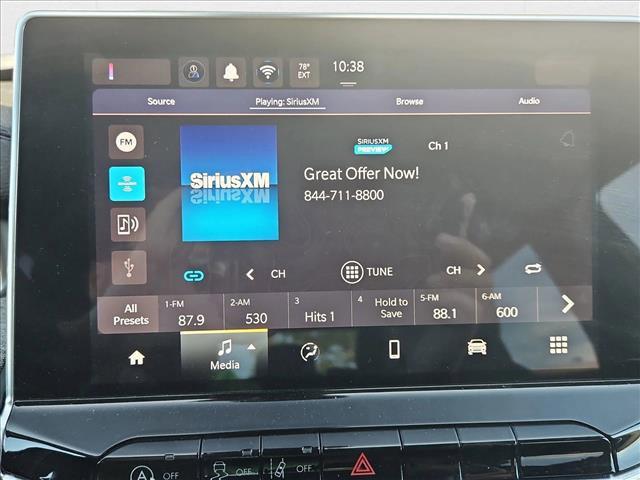 78°
EXT
10:38
Source
Playing: SiriusXM
Browse
Audio
FM
SiriusXM
SIRIUSXM
PREVIEW
Ch 1
Great Offer Now!
844-711-8800
CH
TUNE
CH
All
Presets
1-FM
87.9
2-AM
530
3
Hits 1
4
Hold to
Save
5-FM
88.1
6-AM
600
Media
A
OFF
OFF
OFF